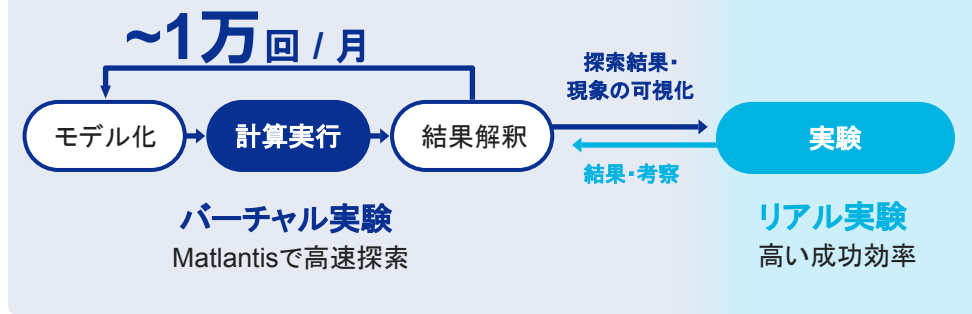 ~1万回 / 月
探索結果・
現象の可視化
モデル化
計算実行
結果解釈
実験
結果・考察
バーチャル実験
リアル実験
Matlantisで高速探索
高い成功効率